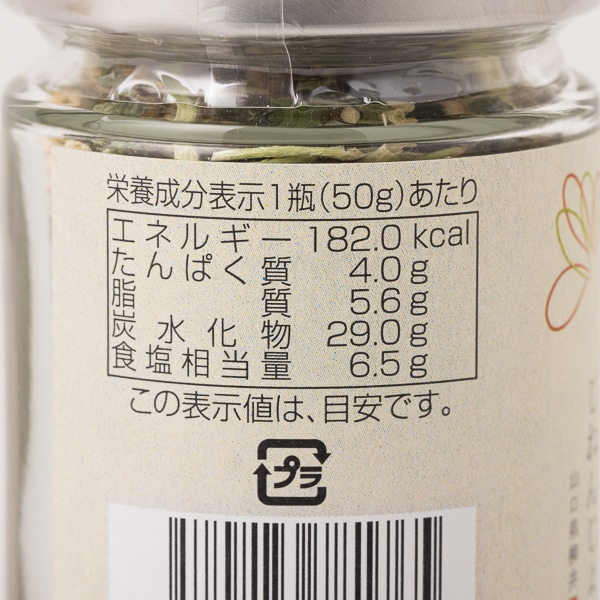 栄養成分表示1瓶(50g)あたり
エネルギー 182.0 kcal
たんぱく質 4.0 g
脂質 5.6 g
炭水化物 29.0 g
食塩相当量 6.5 g
この表示値は、目安です。
プラ